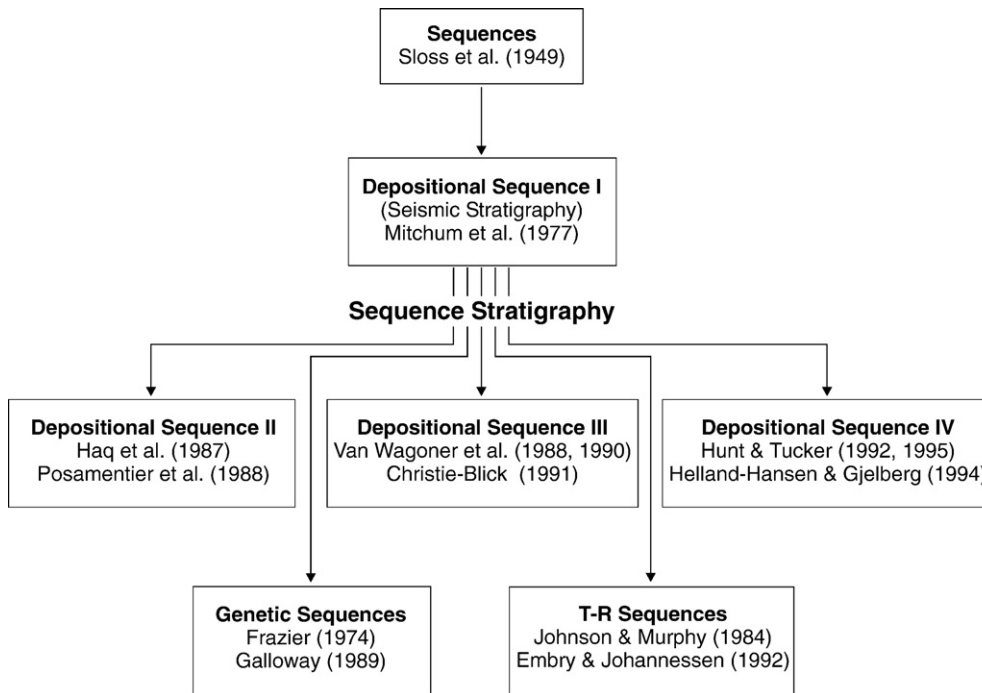 Sequences
Sloss et al. (1949)
Depositional Sequence I
(Seismic Stratigraphy)
Mitchum et al. (1977)
Sequence Stratigraphy
Depositional Sequence II
Haq et al. (1987)
Posamentier et al. (1988)
Depositional Sequence III
Van Wagoner et al. (1988, 1990)
Christie-Blick (1991)
Depositional Sequence IV
Hunt & Tucker (1992, 1995)
Helland-Hansen & Gjelberg (1994)
Genetic Sequences
Frazier (1974)
Galloway (1989)
T-R Sequences
Johnson & Murphy (1984)
Embry & Johannessen (1992)